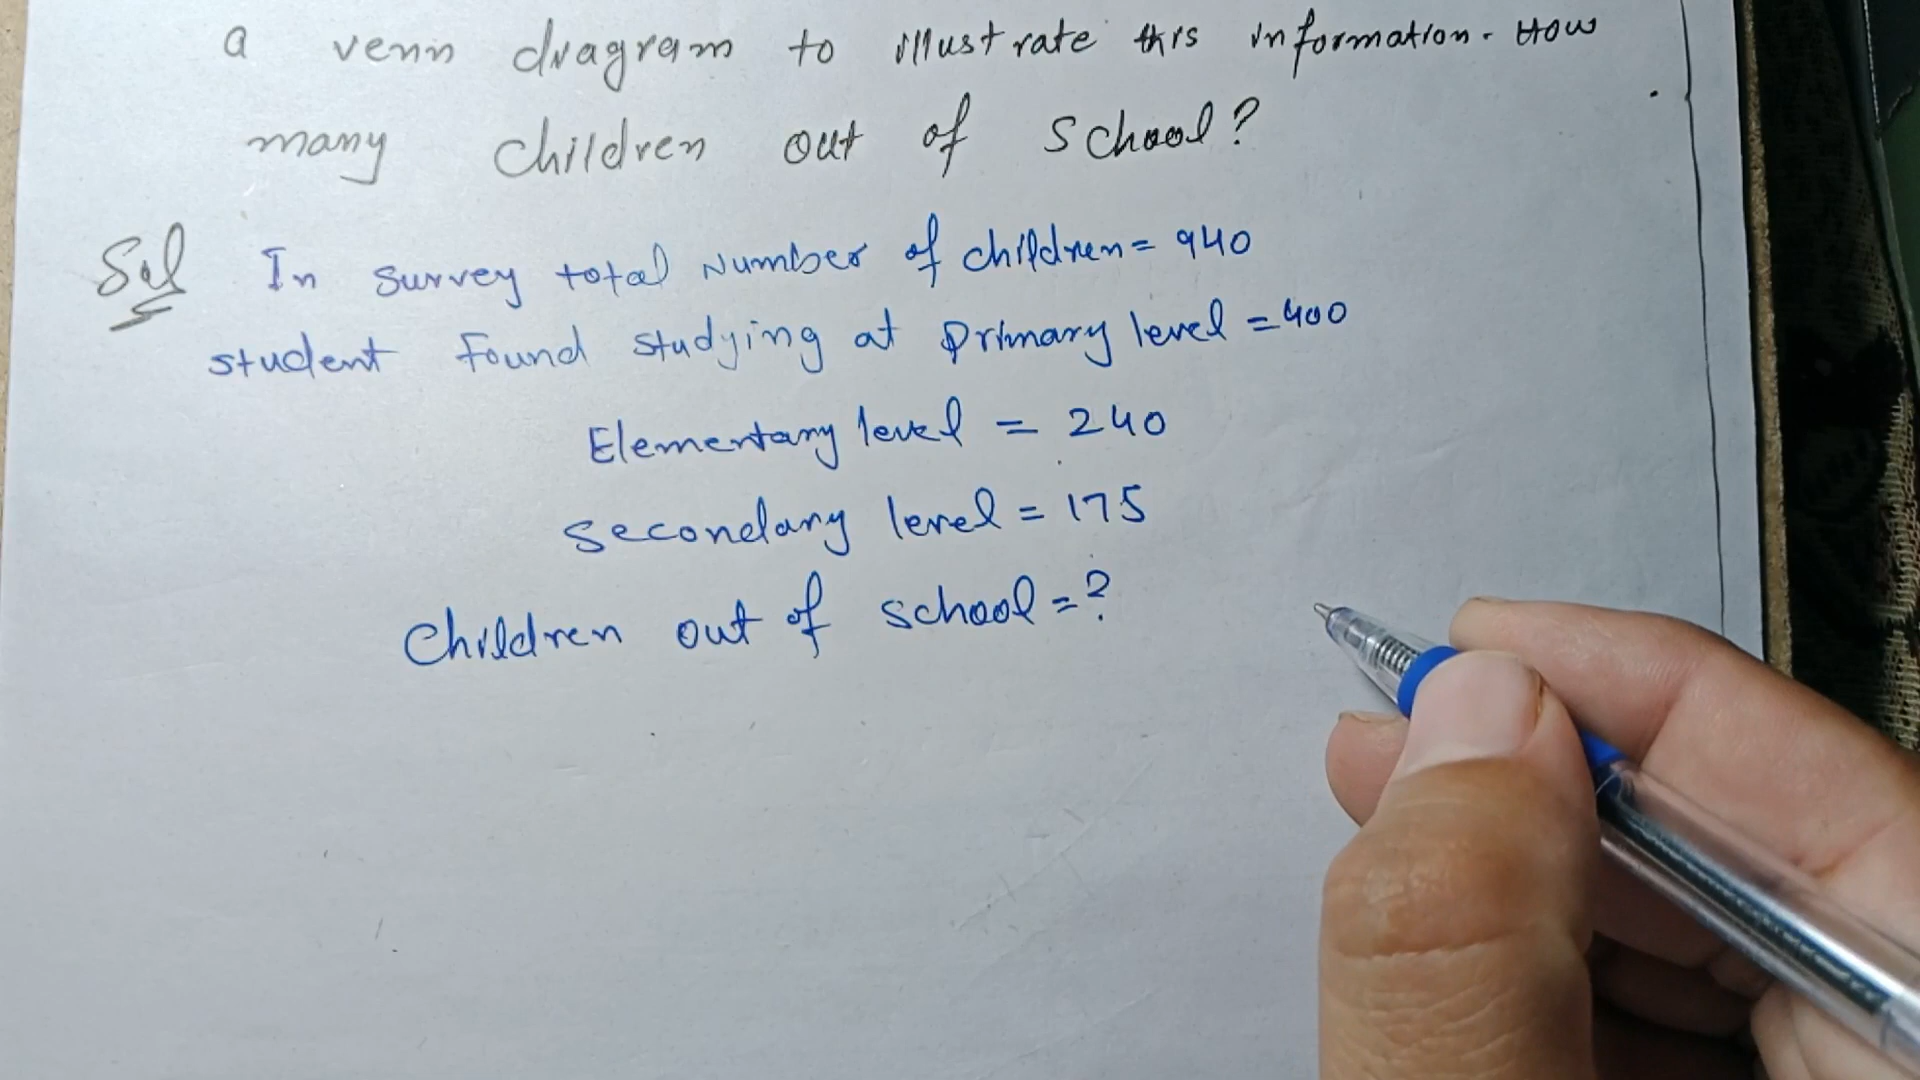 a venn diagram to illustrate this information. How
many children out of School?
Sol In survey total Number of children = 940
student Found studying at primary level = 400
Elementary level = 240
secondary level = 175
Children out of school = ?